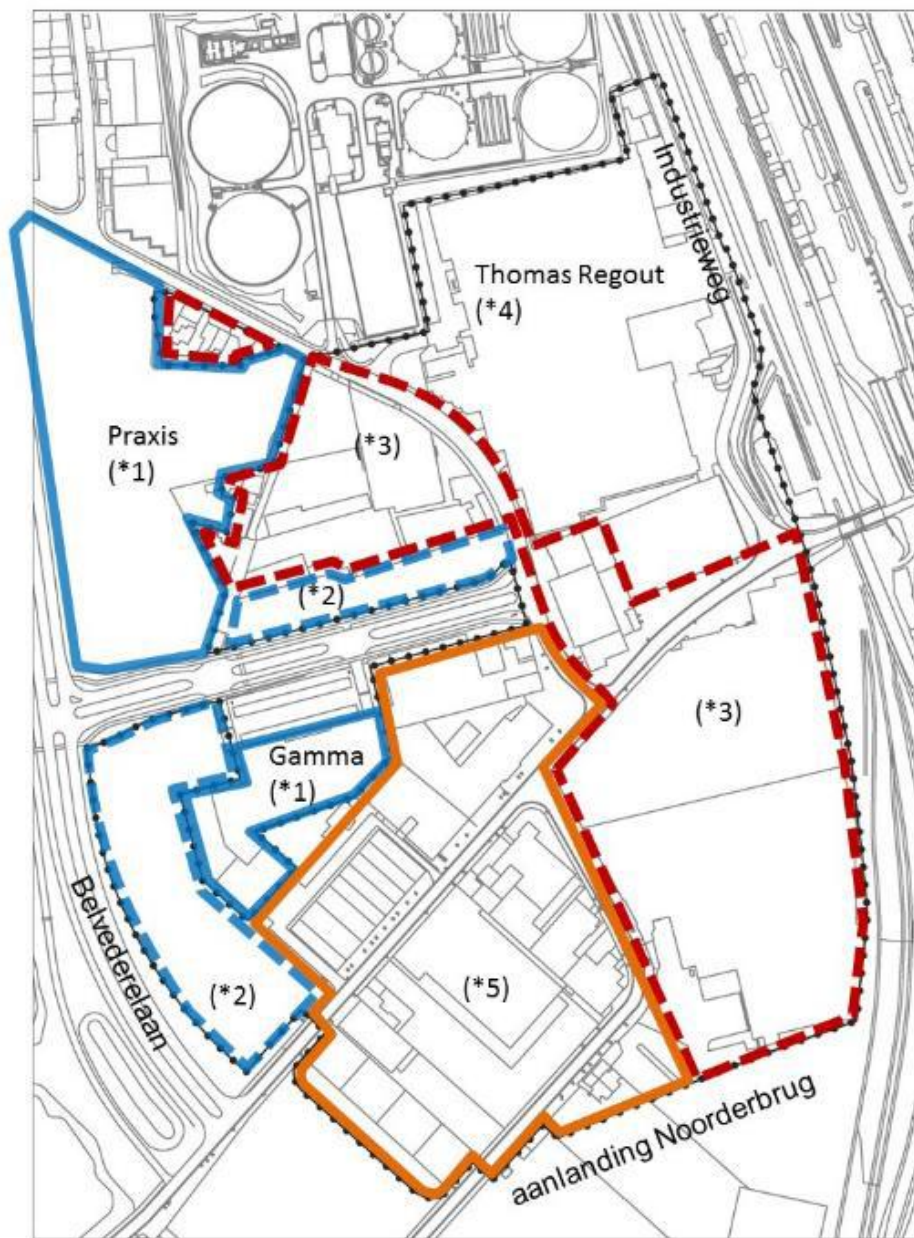 Industrieweg
Thomas Regout
(*4)
Praxis
(*1)
(*3)
(*2)
(*3)
Gamma
(*1)
Belvederelaan
(*2)
(*5)
aanlanding Noorderbrug